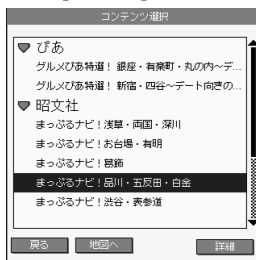 コンテンツ選択
ぴあ
グルメぴあ特選! 銀座・有楽町・丸の内～デ...
グルメぴあ特選! 新宿・四谷～デート向きの...
昭文社
まっぷるナビ!浅草・両国・深川
まっぷるナビ!お台場・有明
まっぷるナビ!葛飾
まっぷるナビ!品川・五反田・白金
まっぷるナビ!渋谷・表参道
戻る
地図へ
詳細